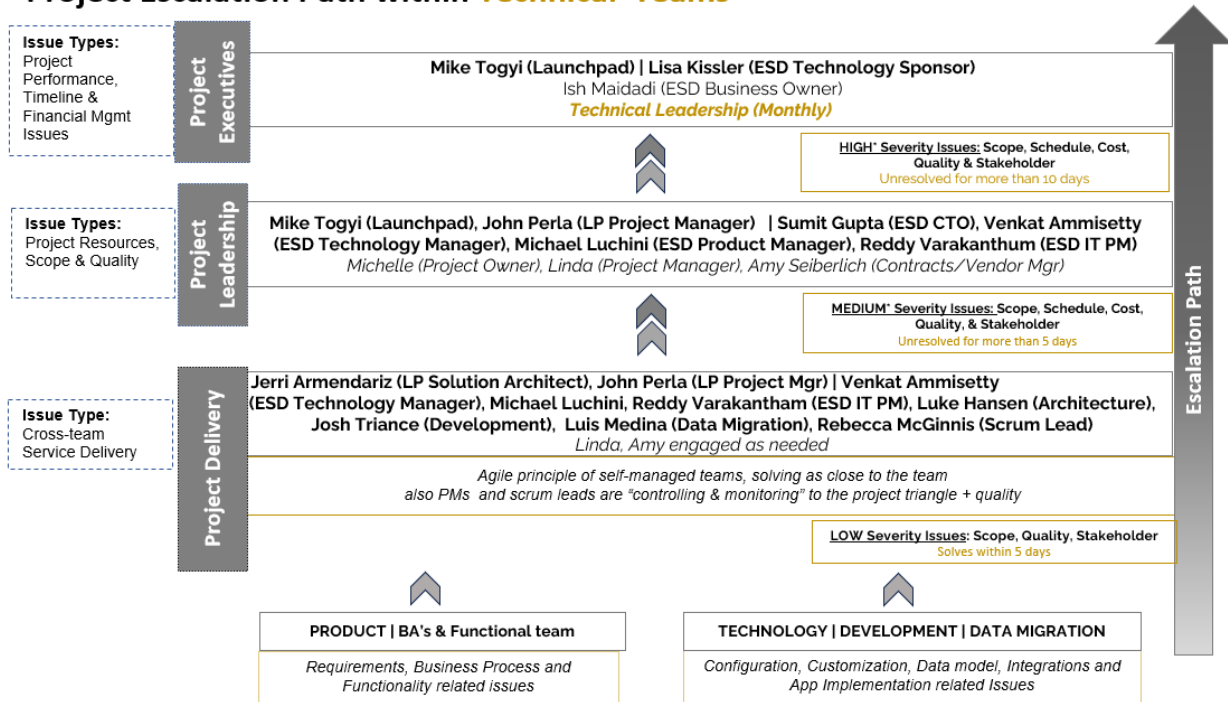 Project Escalation Path within Technical Teams
Issue Types:
Project
Performance,
Timeline &
Financial Mgmt
Issues
Project
Executives
Mike Togyi (Launchpad) | Lisa Kissler (ESD Technology Sponsor)
Ish Maidadi (ESD Business Owner)
Technical Leadership (Monthly)
HIGH* Severity Issues: Scope, Schedule, Cost,
Quality & Stakeholder
Unresolved for more than 10 days
Issue Types:
Project Resources,
Scope & Quality
Project
Leadership
Mike Togyi (Launchpad), John Perla (LP Project Manager) | Sumit Gupta (ESD CTO), Venkat Ammisetty
(ESD Technology Manager), Michael Luchini (ESD Product Manager), Reddy Varakanthum (ESD IT PM)
Michelle (Project Owner), Linda (Project Manager), Amy Seiberlich (Contracts/Vendor Mgr)
MEDIUM* Severity Issues: Scope, Schedule, Cost,
Quality, & Stakeholder
Unresolved for more than 5 days
Issue Type:
Cross-team
Service Delivery
Project Delivery
Jerri Armendariz (LP Solution Architect), John Perla (LP Project Mgr) | Venkat Ammisetty
(ESD Technology Manager), Michael Luchini, Reddy Varakantham (ESD IT PM), Luke Hansen (Architecture),
Josh Triance (Development), Luis Medina (Data Migration), Rebecca McGinnis (Scrum Lead)
Linda, Amy engaged as needed
Agile principle of self-managed teams, solving as close to the team
also PMs and scrum leads are “controlling & monitoring” to the project triangle + quality
LOW Severity Issues: Scope, Quality, Stakeholder
Solves within 5 days
PRODUCT | BA's & Functional team
Requirements, Business Process and
Functionality related issues
TECHNOLOGY | DEVELOPMENT | DATA MIGRATION
Configuration, Customization, Data model, Integrations and
App Implementation related Issues
Escalation Path